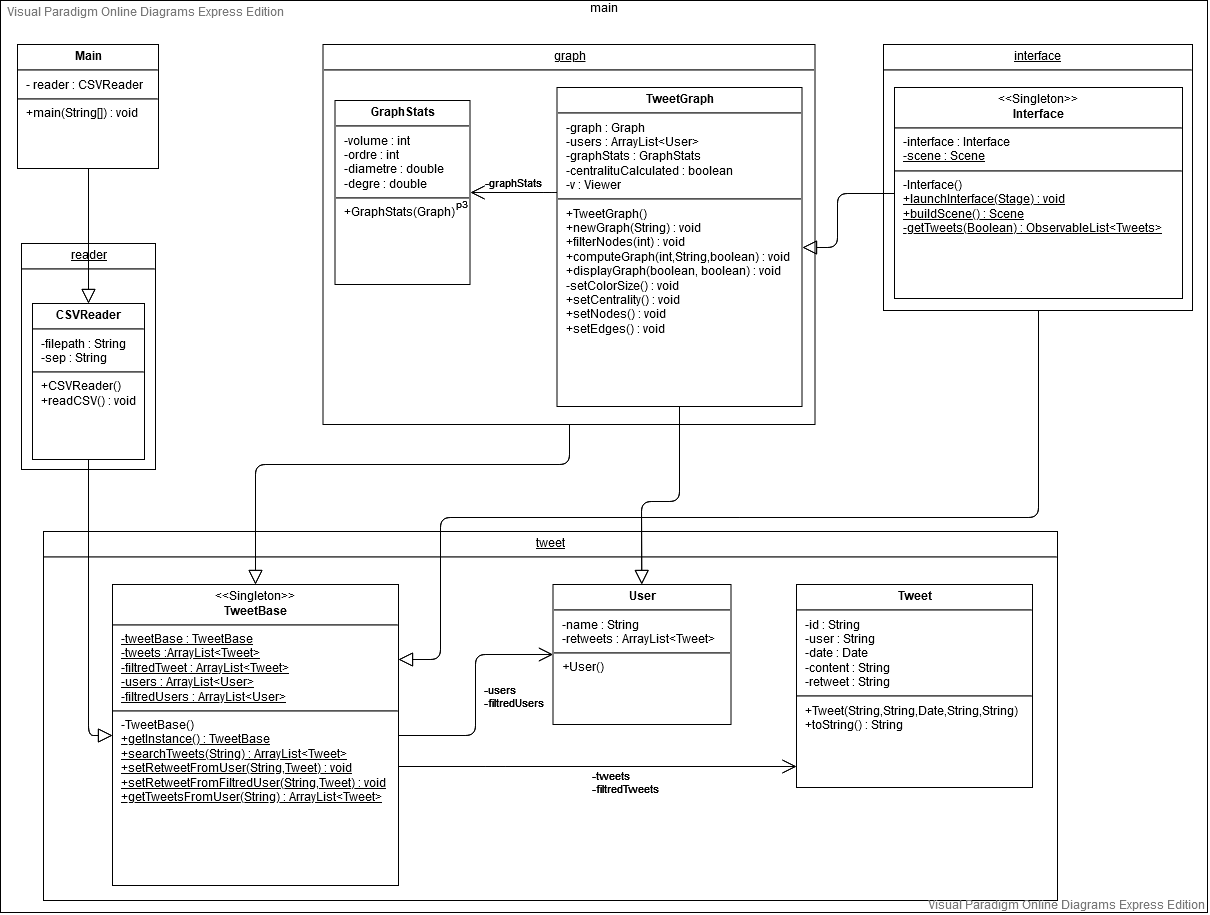 Visual Paradigm Online Diagrams Express Edition
main
Main
- reader : CSVReader
+main(String[]) : void
reader
CSVReader
-filepath : String
-sep : String
+CSVReader()
+readCSV() : void
graph
GraphStats
-volume : int
-ordre : int
-diametre : double
-degre : double
+GraphStats(Graph)
p3
-graphStats
TweetGraph
-graph : Graph
-users : ArrayList<User>
-graphStats : GraphStats
-centralituCalculated : boolean
-v : Viewer
+TweetGraph()
+newGraph(String) : void
+filterNodes(int) : void
+computeGraph(int,String,boolean) : void
+displayGraph(boolean, boolean) : void
-setColorSize() : void
+setCentrality() : void
+setNodes() : void
+setEdges() : void
interface
<<Singleton>>
Interface
-interface : Interface
-scene : Scene
-Interface()
+launchInterface(Stage) : void
+buildScene() : Scene
-getTweets(Boolean) : ObservableList<Tweets>
tweet
<<Singleton>>
TweetBase
-tweetBase : TweetBase
-tweets :ArrayList<Tweet>
-filtredTweet : ArrayList<Tweet>
-users : ArrayList<User>
-filtredUsers : ArrayList<User>
-TweetBase()
+getInstance() : TweetBase
+searchTweets(String) : ArrayList<Tweet>
+setRetweetFromUser(String,Tweet) : void
+setRetweetFromFiltredUser(String,Tweet) : void
+getTweetsFromUser(String) : ArrayList<Tweet>
-users
-filtredUsers
-tweets
-filtredTweets
User
-name : String
-retweets : ArrayList<Tweet>
+User()
Tweet
-id : String
-user : String
-date : Date
-content : String
-retweet : String
+Tweet(String,String,Date,String,String)
+toString() : String
Visual Paradigm Online Diagrams Express Edition